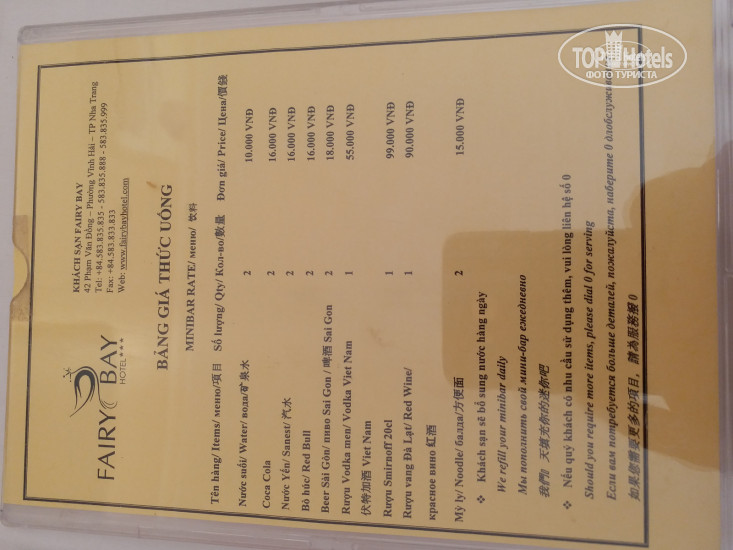 TOPHotels
ФОТО ТУРИСТА
FAIRY BAY
HOTEL ★★★
KHÁCH SẠN FAIRY BAY
42 Phạm Văn Đồng – Phường Vĩnh Hải – TP Nha Trang
Tel: +84.583.835.835 - 583.835.888 - 583.835.999
Fax: +84.583.833.833
Web: www.fairybayhotel.com
BẢNG GIÁ THỨC UỐNG
MINIBAR RATE/ меню/ 饮料
Tên hàng/ Items/ меню/项目 Số lượng/ Qty/ Кол-во/數量 Đơn giá/ Price/ Цена/價錢
Nước suối/ Water/ вода/矿泉水 2 10.000 VNĐ
Coca Cola 2 16.000 VNĐ
Nước Yến/ Sanest/ 汽水 2 16.000 VNĐ
Bò húc/ Red Bull 2 16.000 VNĐ
Beer Sài Gòn/ пиво Sai Gon / 啤酒 Sai Gon 2 18.000 VNĐ
Rượu Vodka men/ Vodka Viet Nam 1 55.000 VNĐ
伏特加酒 Viet Nam
Rượu Smirnoff 20cl 1 99.000 VNĐ
Rượu vang Đà Lạt/ Red Wine/ 1 90.000 VNĐ
красное вино 红酒
Mỳ ly/ Noodle/ балда/方便面 2 15.000 VNĐ
❖ Khách sạn sẽ bổ sung nước hàng ngày
We refill your minibar daily
Мы пополнить свой мини-бар ежедневно
我們 天 你的迷你吧
❖ Nếu quý khách có nhu cầu sử dụng thêm, vui lòng liên hệ số 0
Should you require more items, please dial 0 for serving
Если вам потребуется больше деталей, пожалуйста, наберите 0
如果您需要更多的項目, 請為服務撥 0